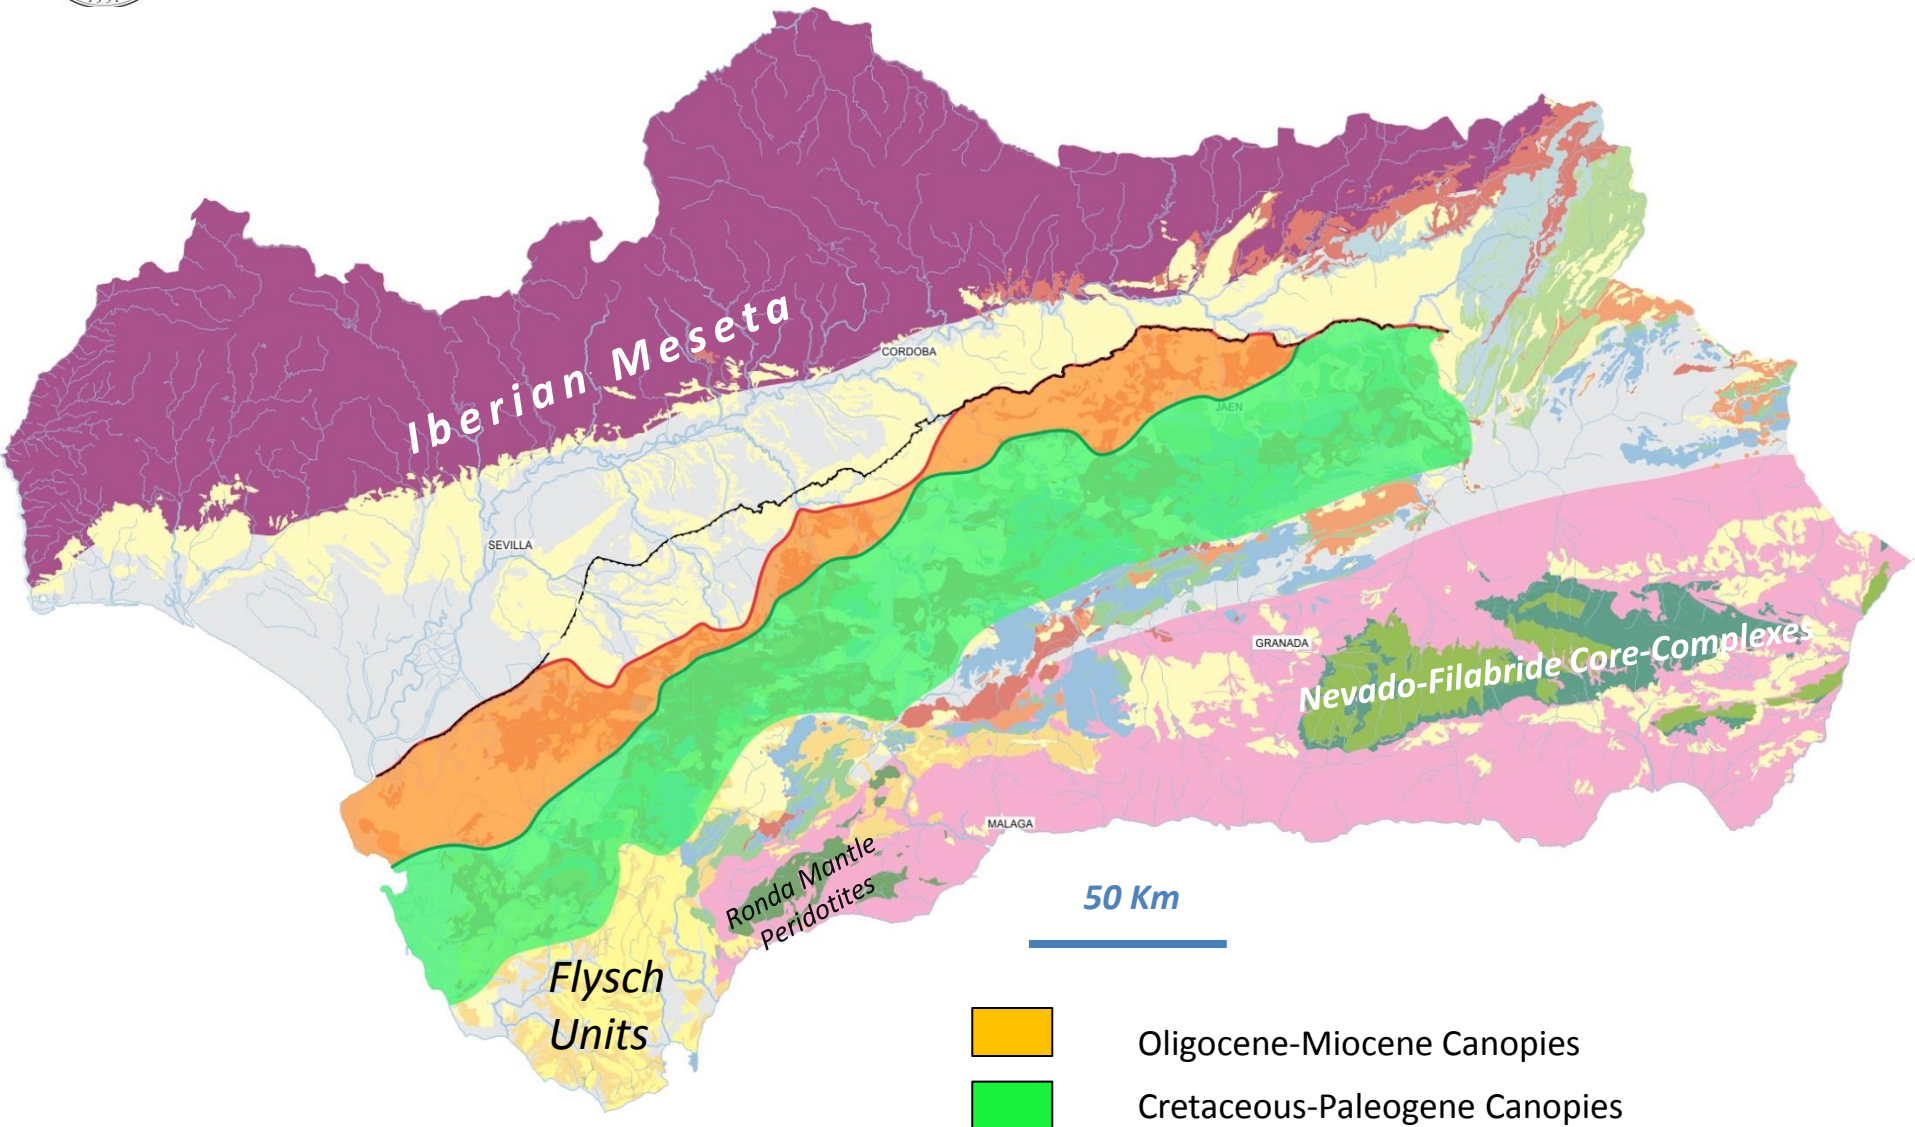 Iberian Meseta
CORDOBA
JAEN
SEVILLA
GRANADA
Nevado-Filabride Core-Complexes
MALAGA
Ronda Mantle
Peridotites
50 Km
Flysch
Units
Oligocene-Miocene Canopies
Cretaceous-Paleogene Canopies